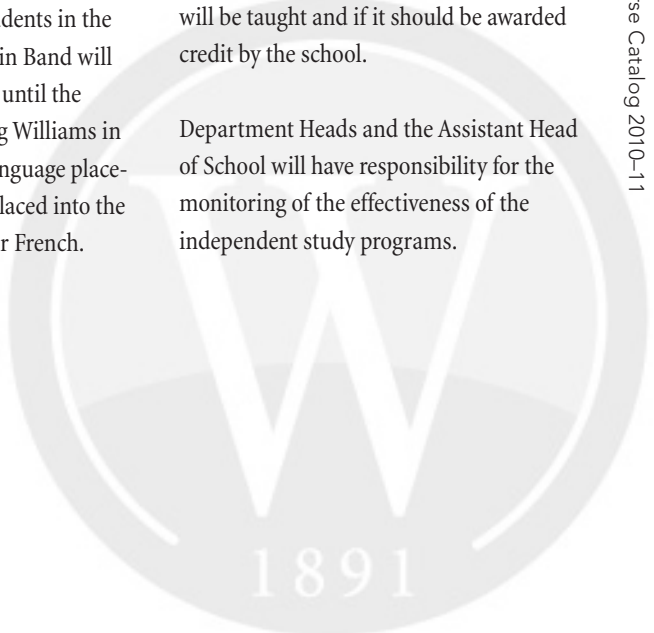 dents in the
in Band will
until the
g Williams in
nguage place-
laced into the
r French.
will be taught and if it should be awarded
credit by the school.
Department Heads and the Assistant Head
of School will have responsibility for the
monitoring of the effectiveness of the
independent study programs.
se Catalog 2010–11
W
1891